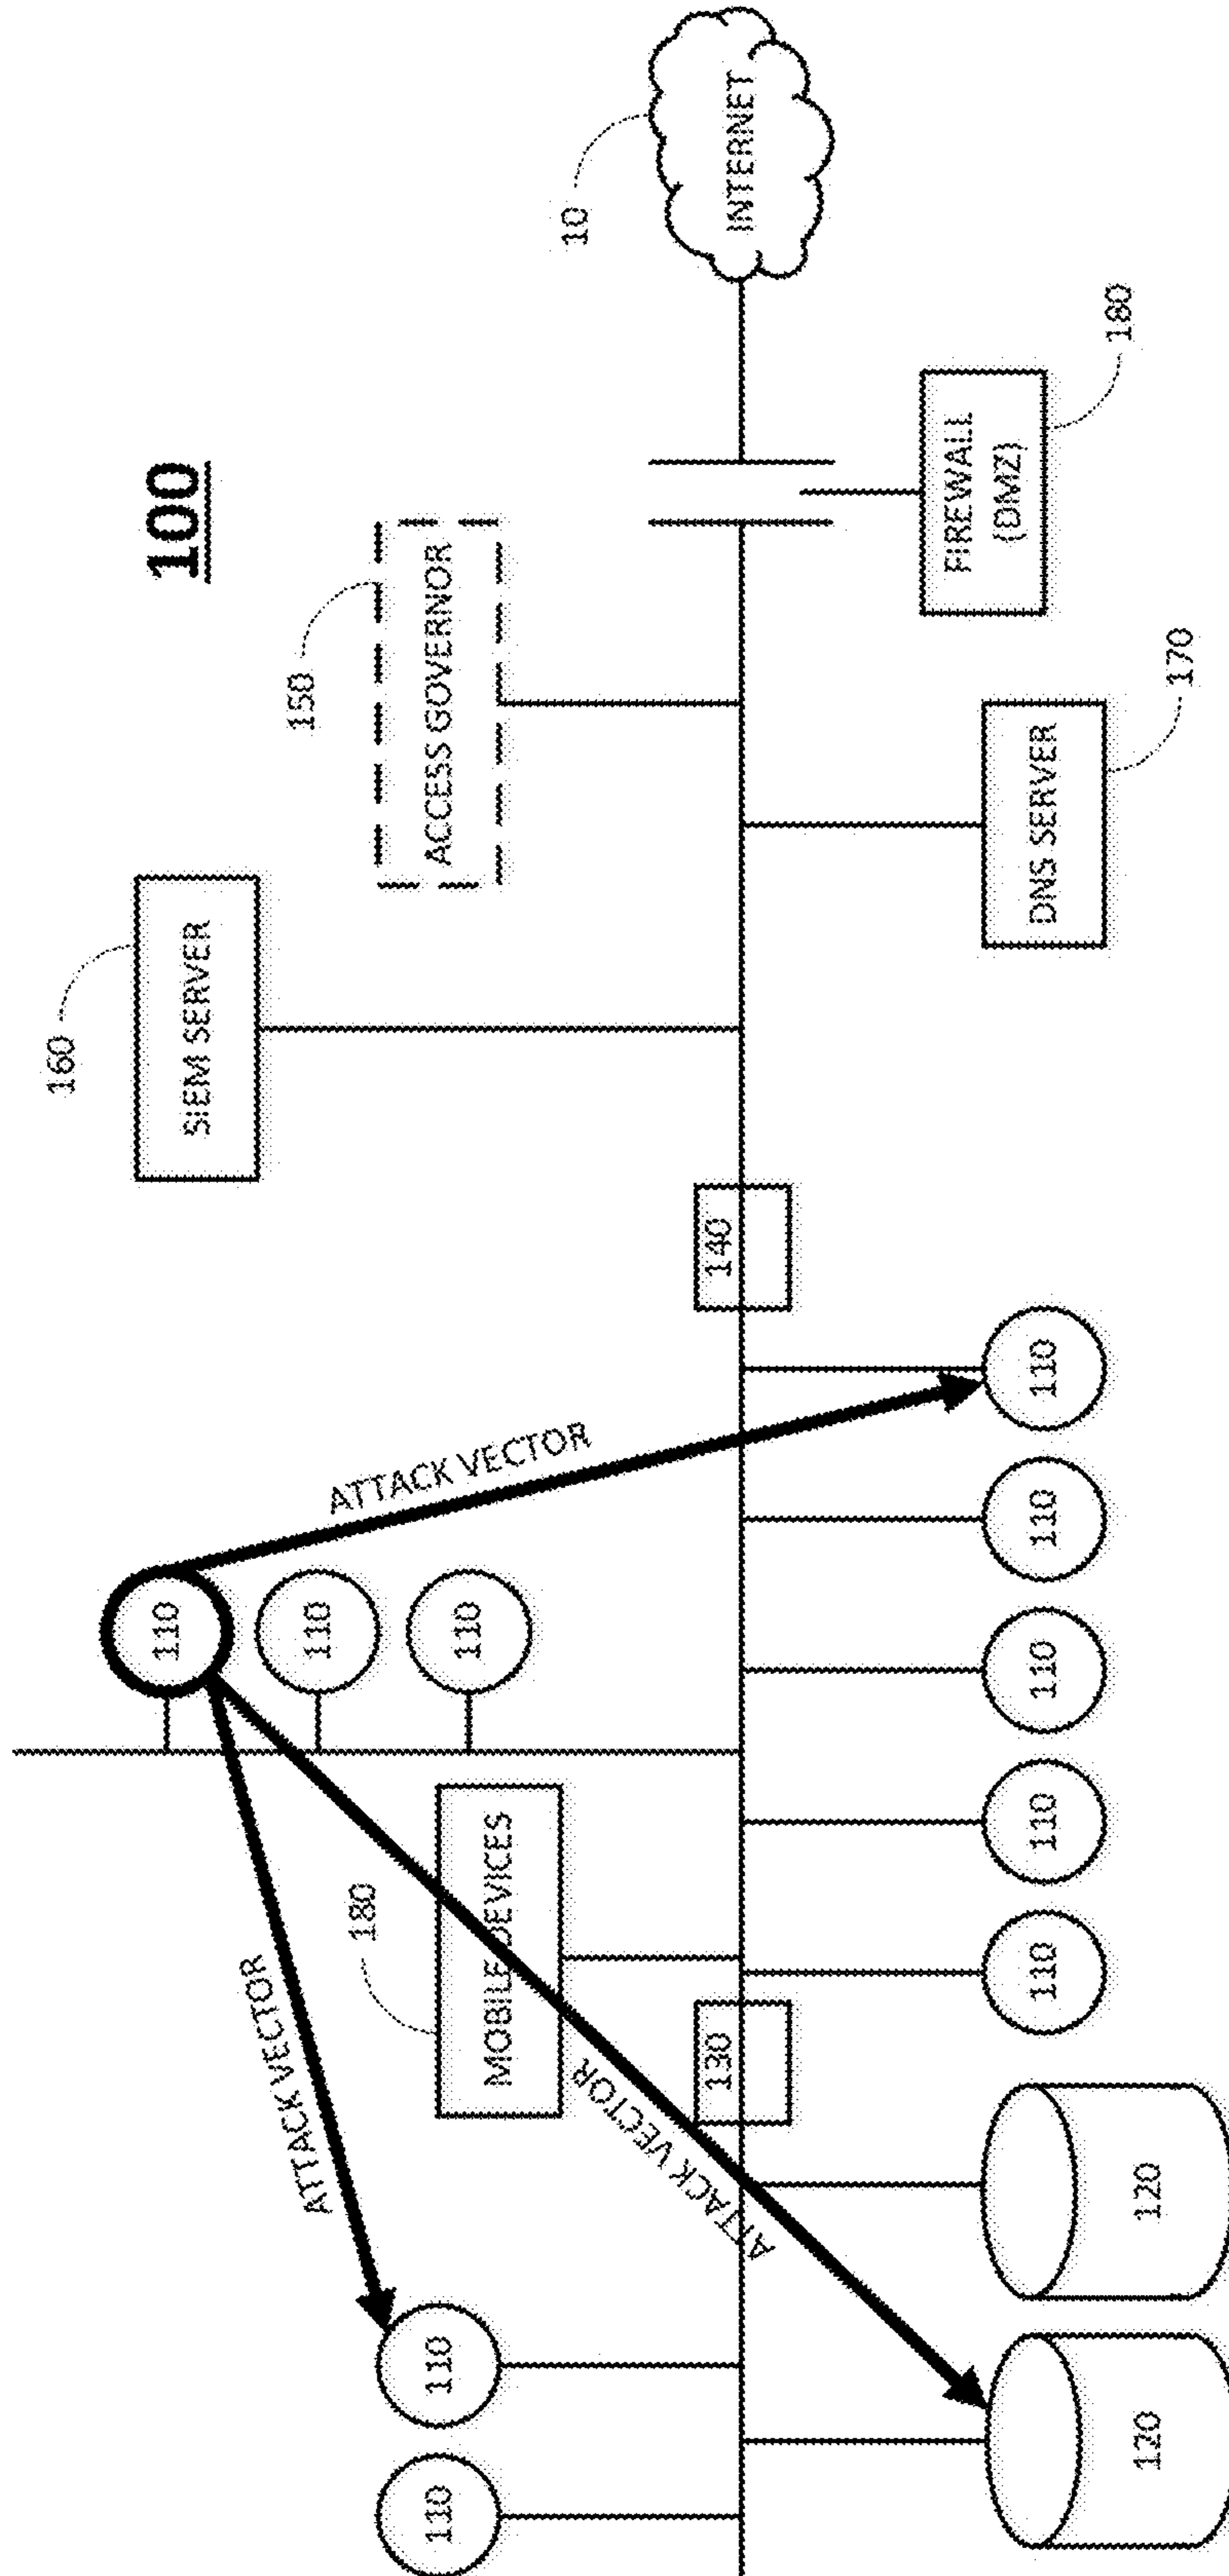 160
110
SIEM SERVER
100
ATTACK VECTOR
110
150
180
ATTACK VECTOR
110
110
110
ACCESS GOVERNOR
MOBILE DEVICES
10
ATTACK VECTOR
130
140
INTERNET
FIREWALL
(DMZ)
110
110
110
110
110
DNS SERVER
180
120
120
170